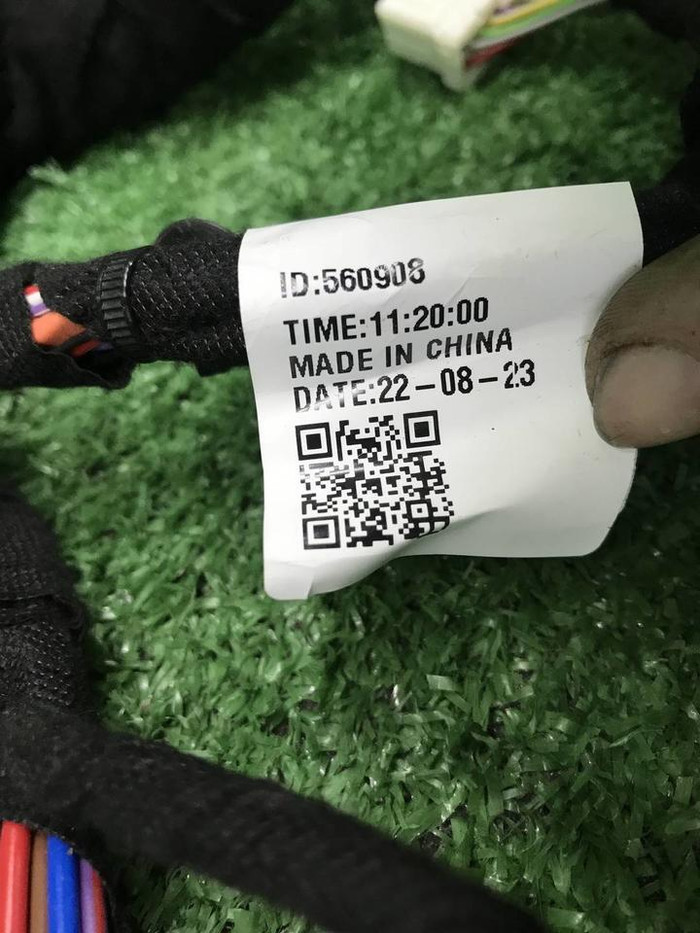 ID:560908
TIME:11:20:00
MADE IN CHINA
DATE:22-08-23